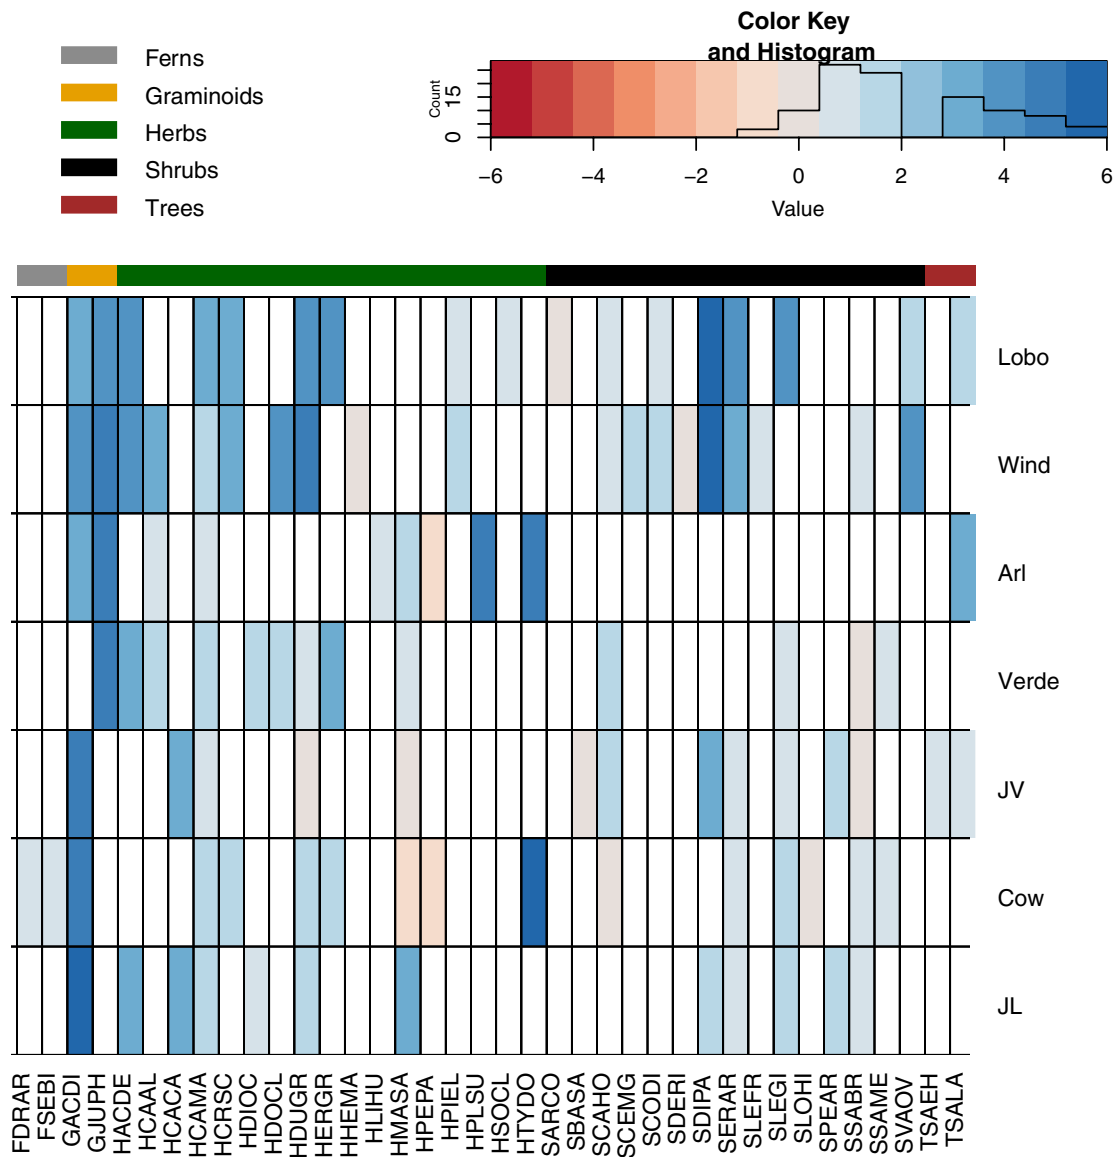 Color Key
and Histogram
Ferns
Graminoids
Herbs
Shrubs
Trees
Count
0 15
−6 −4 −2 0 2 4 6
Value
Lobo
Wind
Arl
Verde
JV
Cow
JL
FDRAR
FSEBI
GACDI
GJUPH
HACDE
HCAAL
HCACA
HCAMA
HCRSC
HDIOC
HDOCL
HDUGR
HERGR
HHEMA
HLIHU
HMASA
HPEPA
HPIEL
HPLSU
HSOCL
HTYDO
SARCO
SBASA
SCAHO
SCEMG
SCODI
SDERI
SDIPA
SERAR
SLEFR
SLEGI
SLOHI
SPEAR
SSABR
SSAME
SVAOV
TSAEH
TSALA